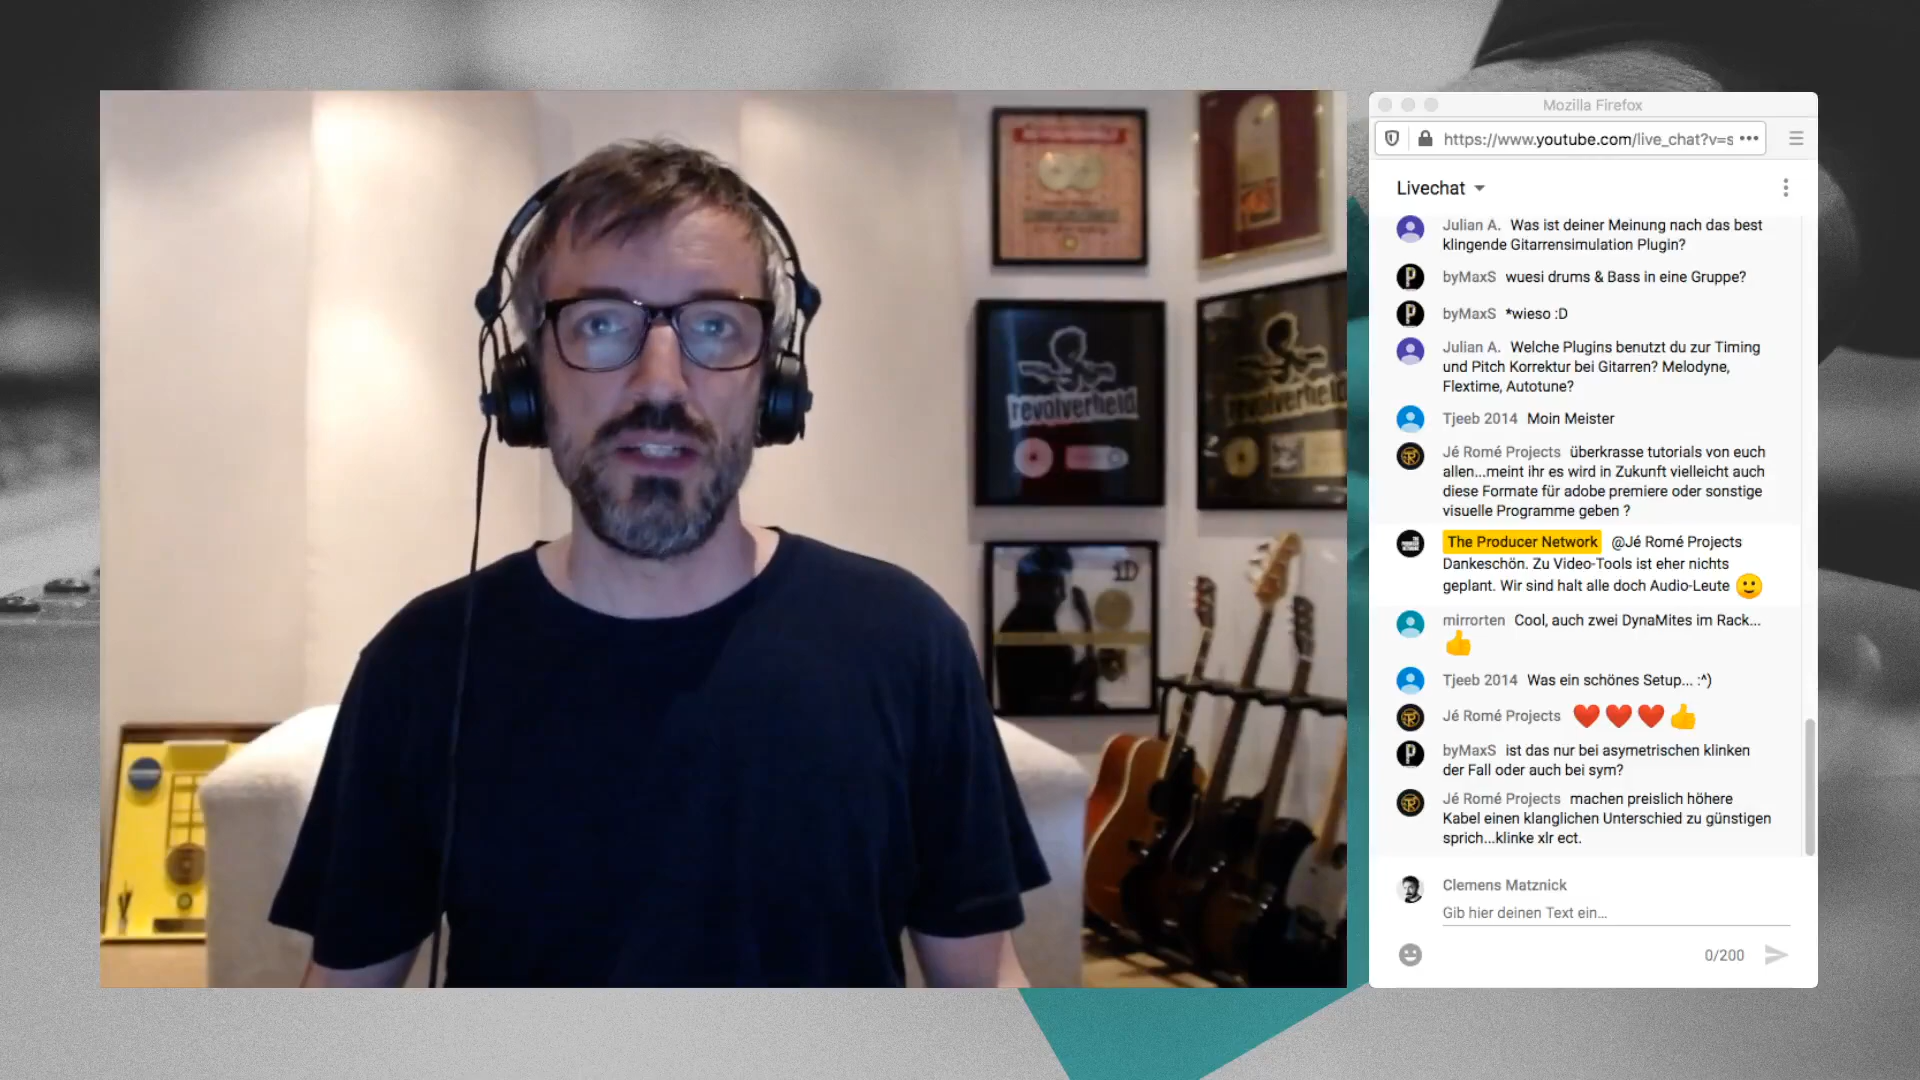 revolverheld
revolverheld
1D
Mozilla Firefox
https://www.youtube.com/live_chat?v=s
Livechat
Julian A. Was ist deiner Meinung nach das best
klingende Gitarrensimulation Plugin?
byMaxS wuesi drums & Bass in eine Gruppe?
byMaxS *wieso :D
Julian A. Welche Plugins benutzt du zur Timing
und Pitch Korrektur bei Gitarren? Melodyne,
Flextime, Autotune?
Tjeeb 2014 Moin Meister
Jé Romé Projects überkrasse tutorials von euch
allen...meint ihr es wird in Zukunft vielleicht auch
diese Formate für adobe premiere oder sonstige
visuelle Programme geben ?
The Producer Network @Jé Romé Projects
Dankeschön. Zu Video-Tools ist eher nichts
geplant. Wir sind halt alle doch Audio-Leute 🙂
mirrorten Cool, auch zwei DynaMites im Rack...
👍
Tjeeb 2014 Was ein schönes Setup... :^)
Jé Romé Projects ❤️❤️❤️👍
byMaxS ist das nur bei asymetrischen klinken
der Fall oder auch bei sym?
Jé Romé Projects machen preislich höhere
Kabel einen klanglichen Unterschied zu günstigen
sprich...klinke xlr ect.
Clemens Matznick
Gib hier deinen Text ein...
0/200